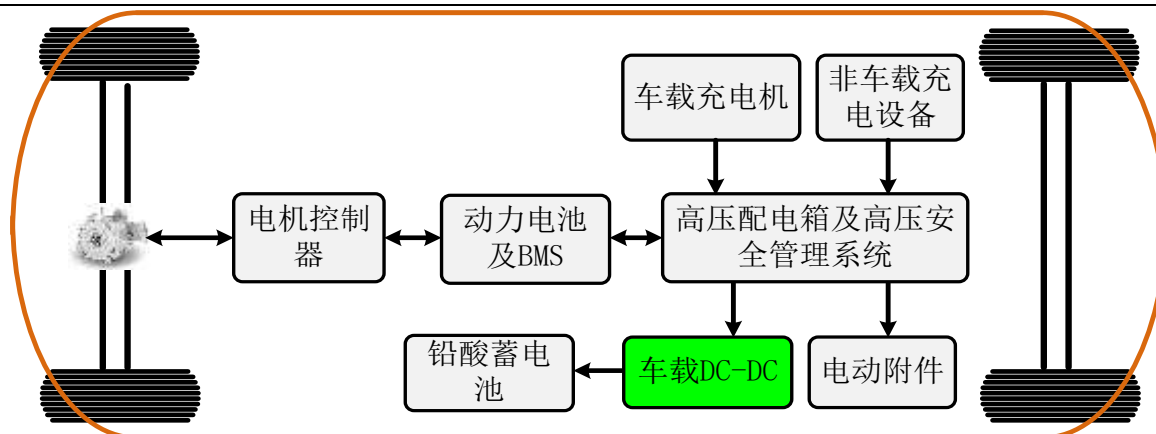 车载充电机
非车载充
电设备
电机控制
器
动力电池
及BMS
高压配电箱及高压安
全管理系统
铅酸蓄电
池
车载DC-DC
电动附件